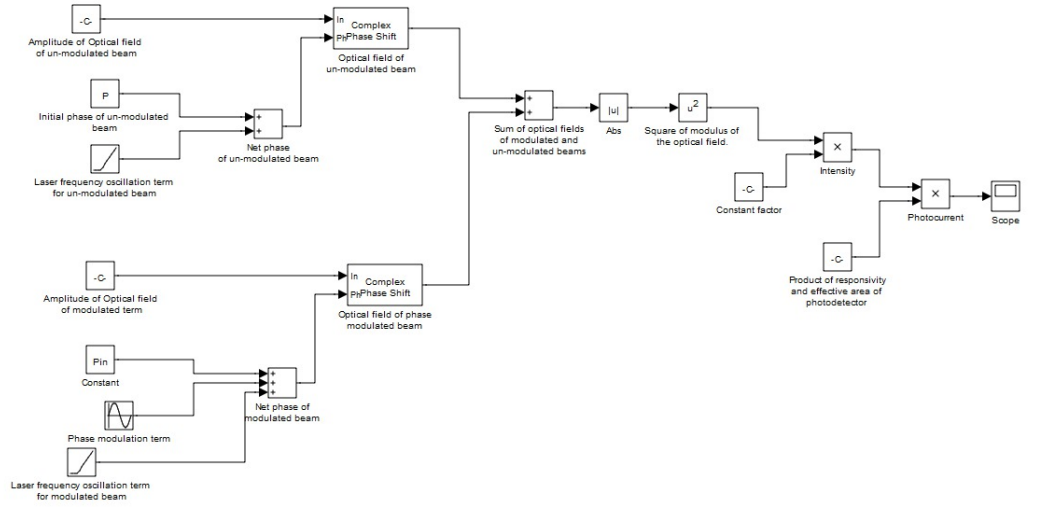 -C-
Amplitude of Optical field
of un-modulated beam
In
Ph
Complex
Phase Shift
Optical field of
un-modulated beam
P
Initial phase of un-modulated
beam
Laser frequency oscillation term
for un-modulated beam
+
+
Net phase
of un-modulated beam
+
+
Sum of optical fields
of modulated and
un-modulated beams
|u|
Abs
u²
Square of modulus of
the optical field.
×
Intensity
-C-
Constant factor
×
Photocurrent
Scope
-C-
Product of responsivity
and effective area of
photodetector
-C-
Amplitude of Optical field
of modulated term
In
Ph
Complex
Phase Shift
Optical field of phase
modulated beam
Pin
Constant
Phase modulation term
Laser frequency oscillation term
for modulated beam
+
+
+
Net phase of
modulated beam